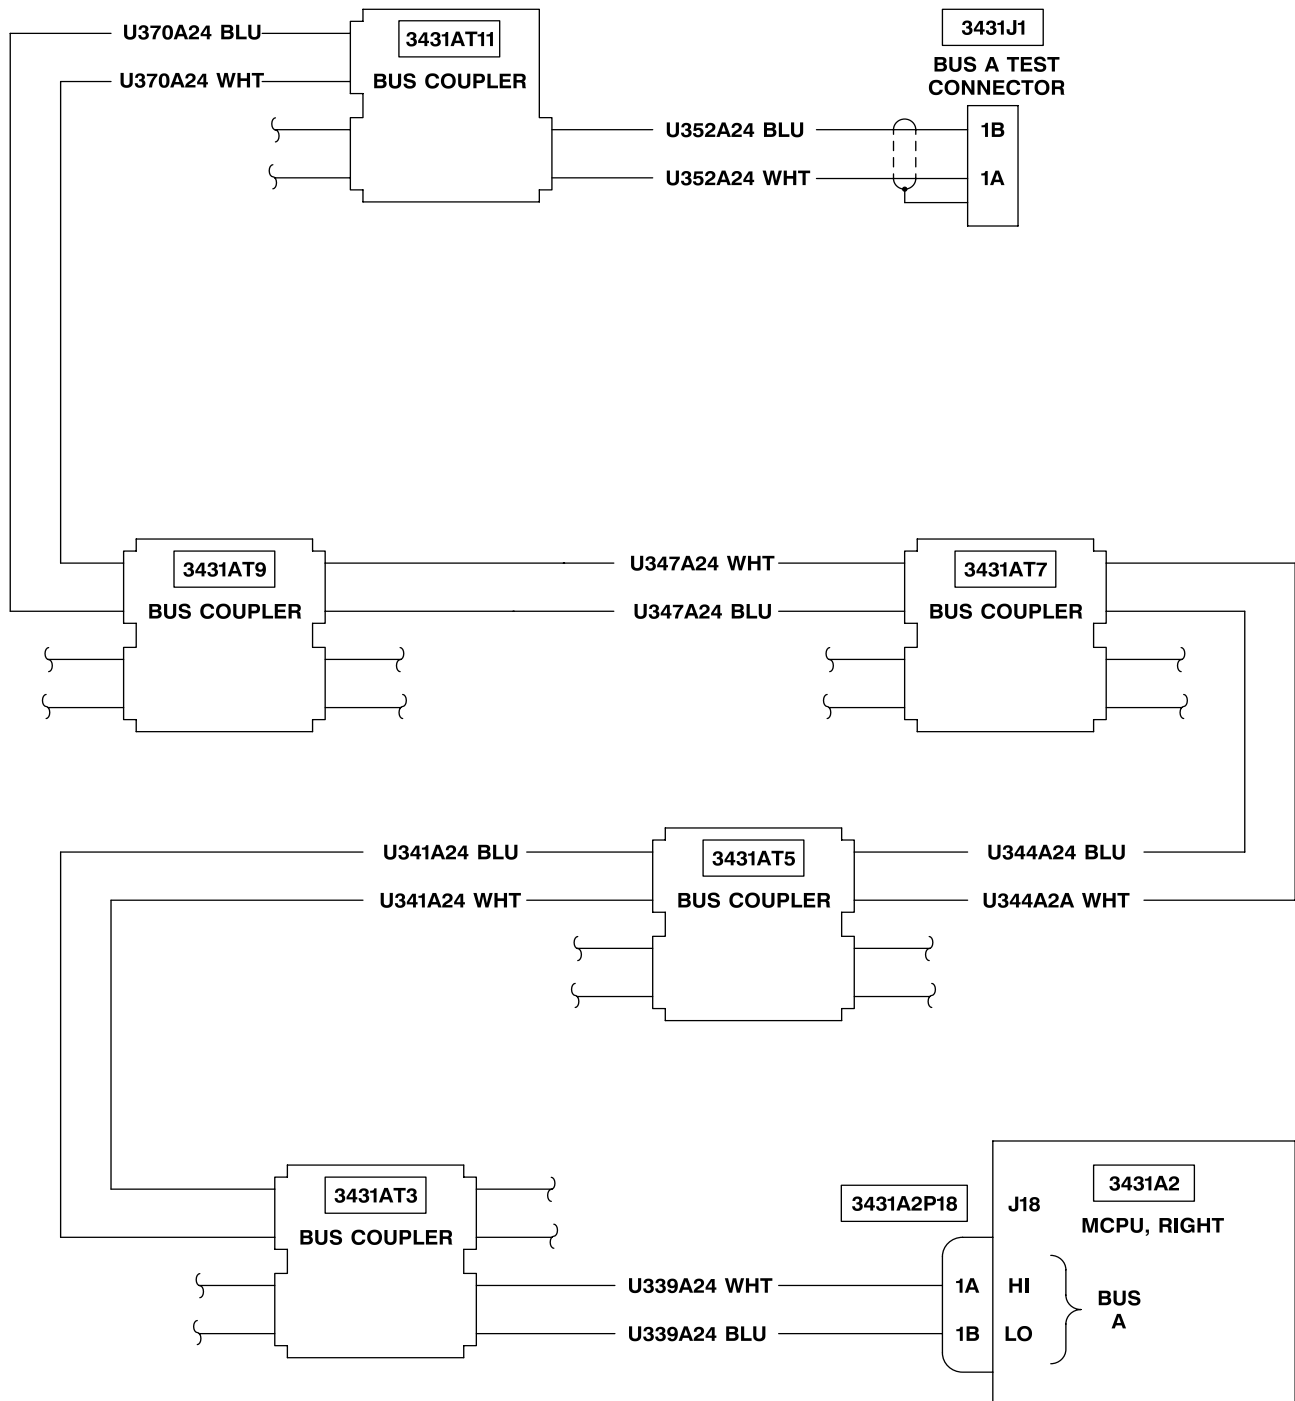 U370A24 BLU
3431AT11
3431J1
U370A24 WHT
BUS COUPLER
BUS A TEST
CONNECTOR
U352A24 BLU
1B
U352A24 WHT
1A
3431AT9
U347A24 WHT
3431AT7
BUS COUPLER
U347A24 BLU
BUS COUPLER
U341A24 BLU
3431AT5
U344A24 BLU
U341A24 WHT
BUS COUPLER
U344A2A WHT
3431AT3
3431A2P18
J18
3431A2
BUS COUPLER
MCPU, RIGHT
U339A24 WHT
1A
HI
BUS
A
U339A24 BLU
1B
LO